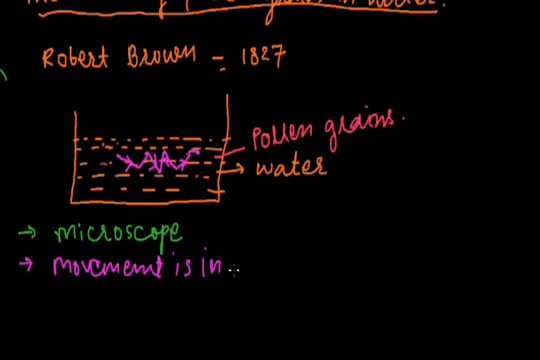 Robert Brown = 1827
Pollen grains.
→ water
→ microscope
→ movement is in